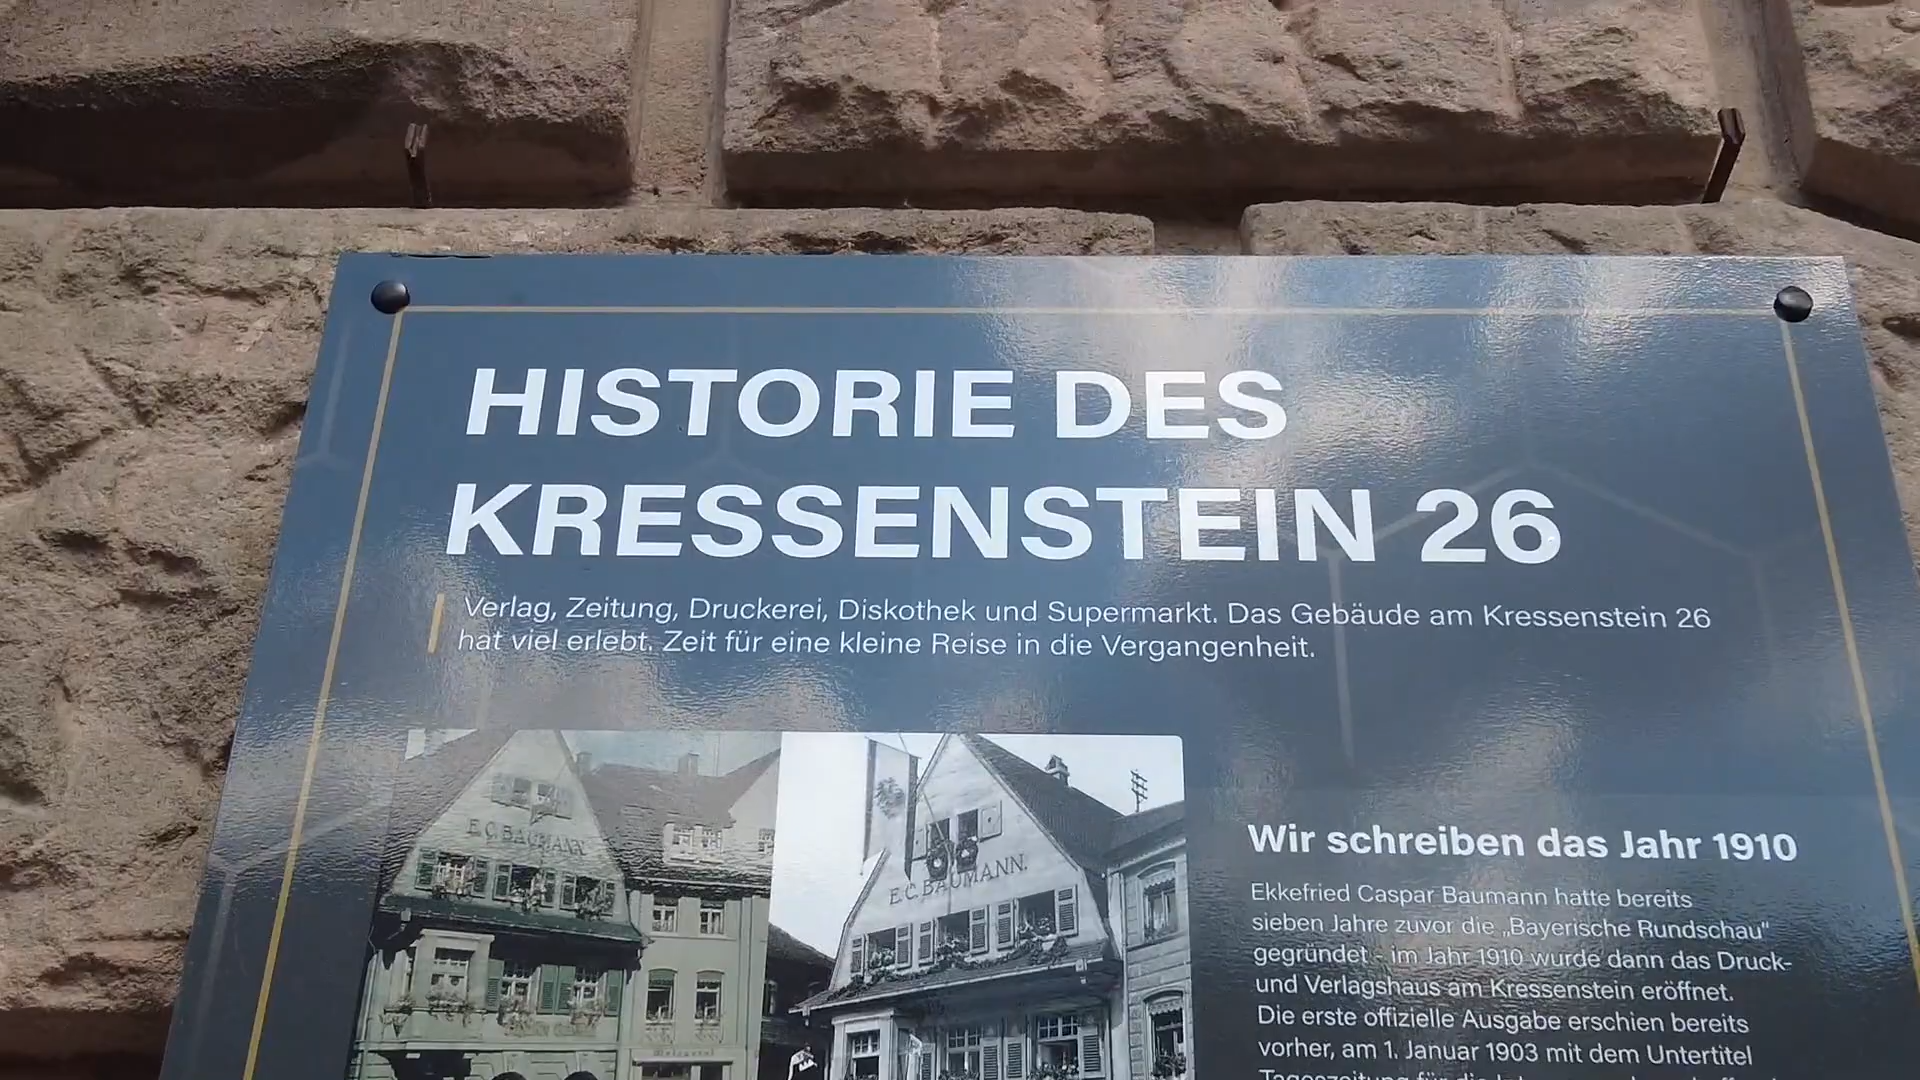 HISTORIE DES
KRESSENSTEIN 26
Verlag, Zeitung, Druckerei, Diskothek und Supermarkt. Das Gebäude am Kressenstein 26
hat viel erlebt. Zeit für eine kleine Reise in die Vergangenheit.
E.C. BAUMANN.
E.C. BAUMANN.
Wir schreiben das Jahr 1910
Ekkefried Caspar Baumann hatte bereits
sieben Jahre zuvor die „Bayerische Rundschau"
gegründet - im Jahr 1910 wurde dann das Druck-
und Verlagshaus am Kressenstein eröffnet.
Die erste offizielle Ausgabe erschien bereits
vorher, am 1. Januar 1903 mit dem Untertitel